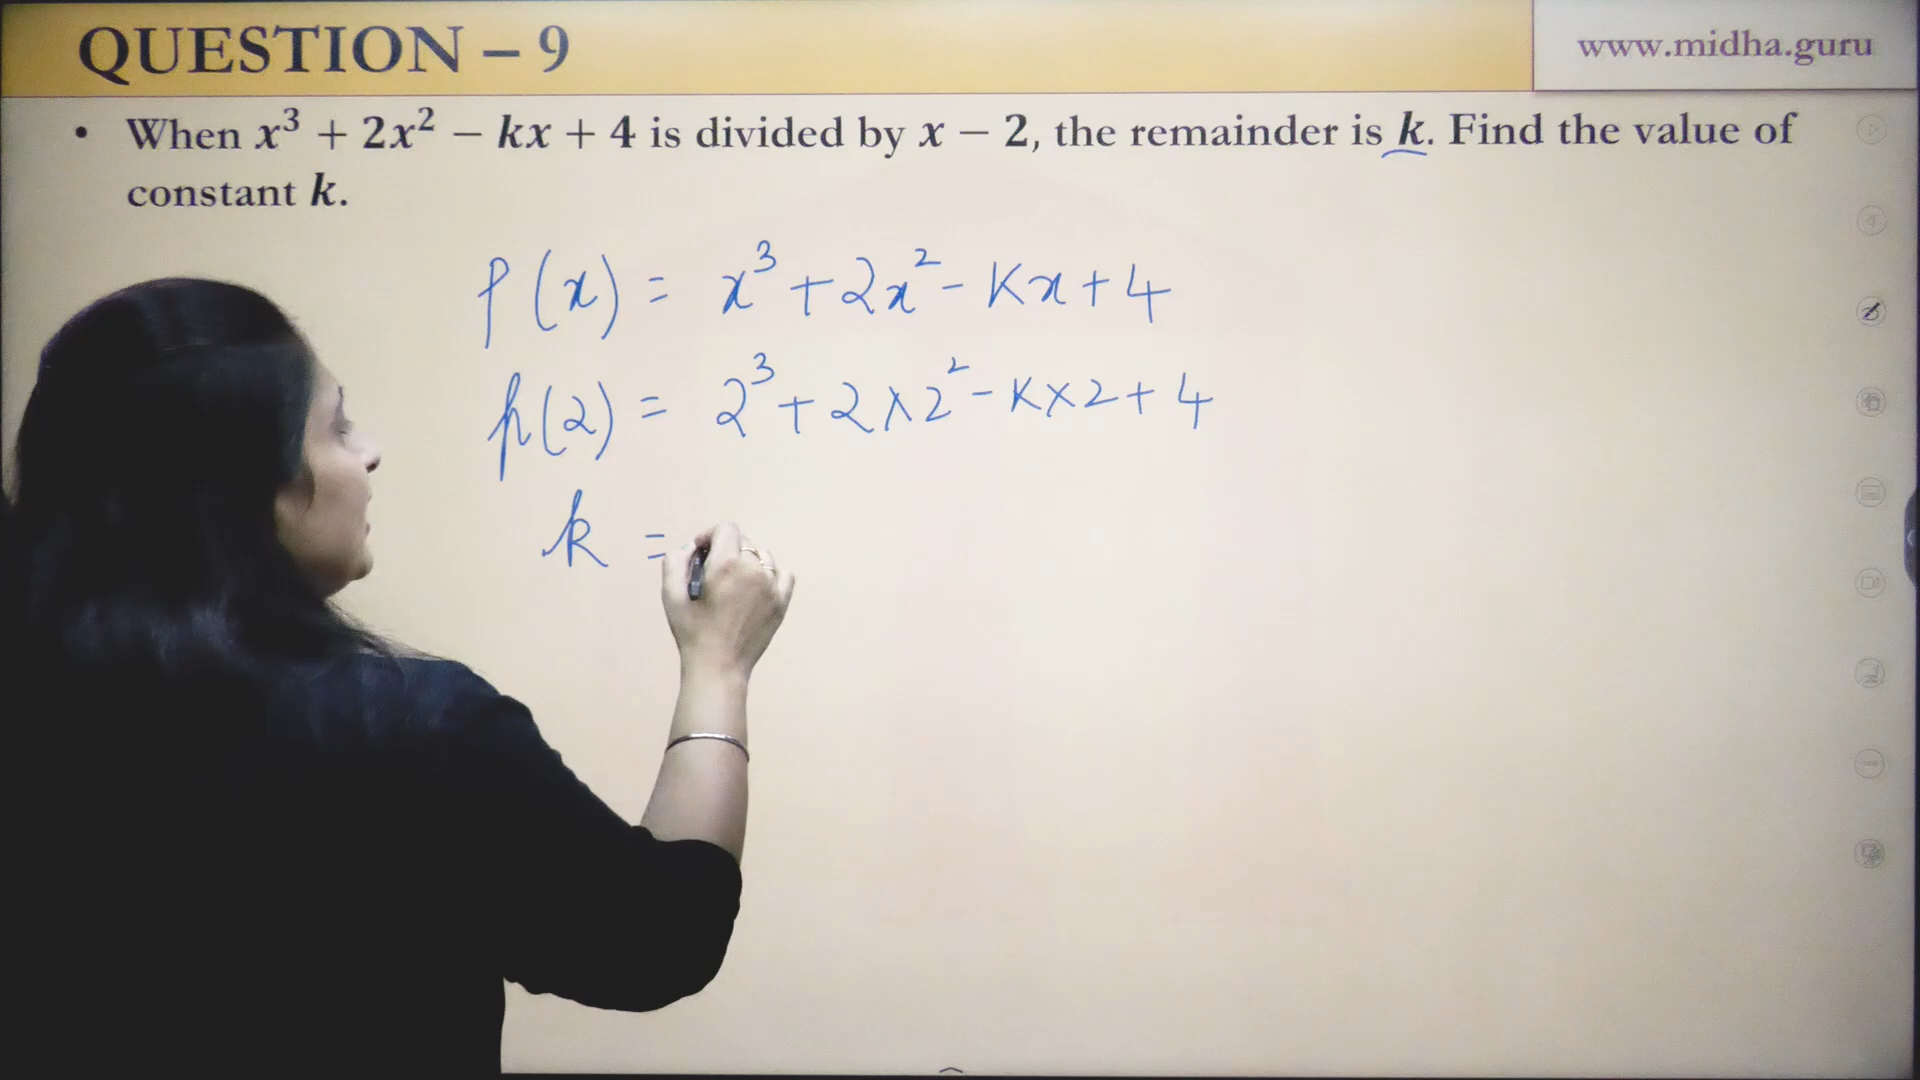 QUESTION – 9
www.midha.guru
• When x³ + 2x² − kx + 4 is divided by x − 2, the remainder is k. Find the value of
constant k.
p(x) = x³ + 2x² - Kx + 4
p(2) = 2³ + 2×2² - K×2 + 4
k =